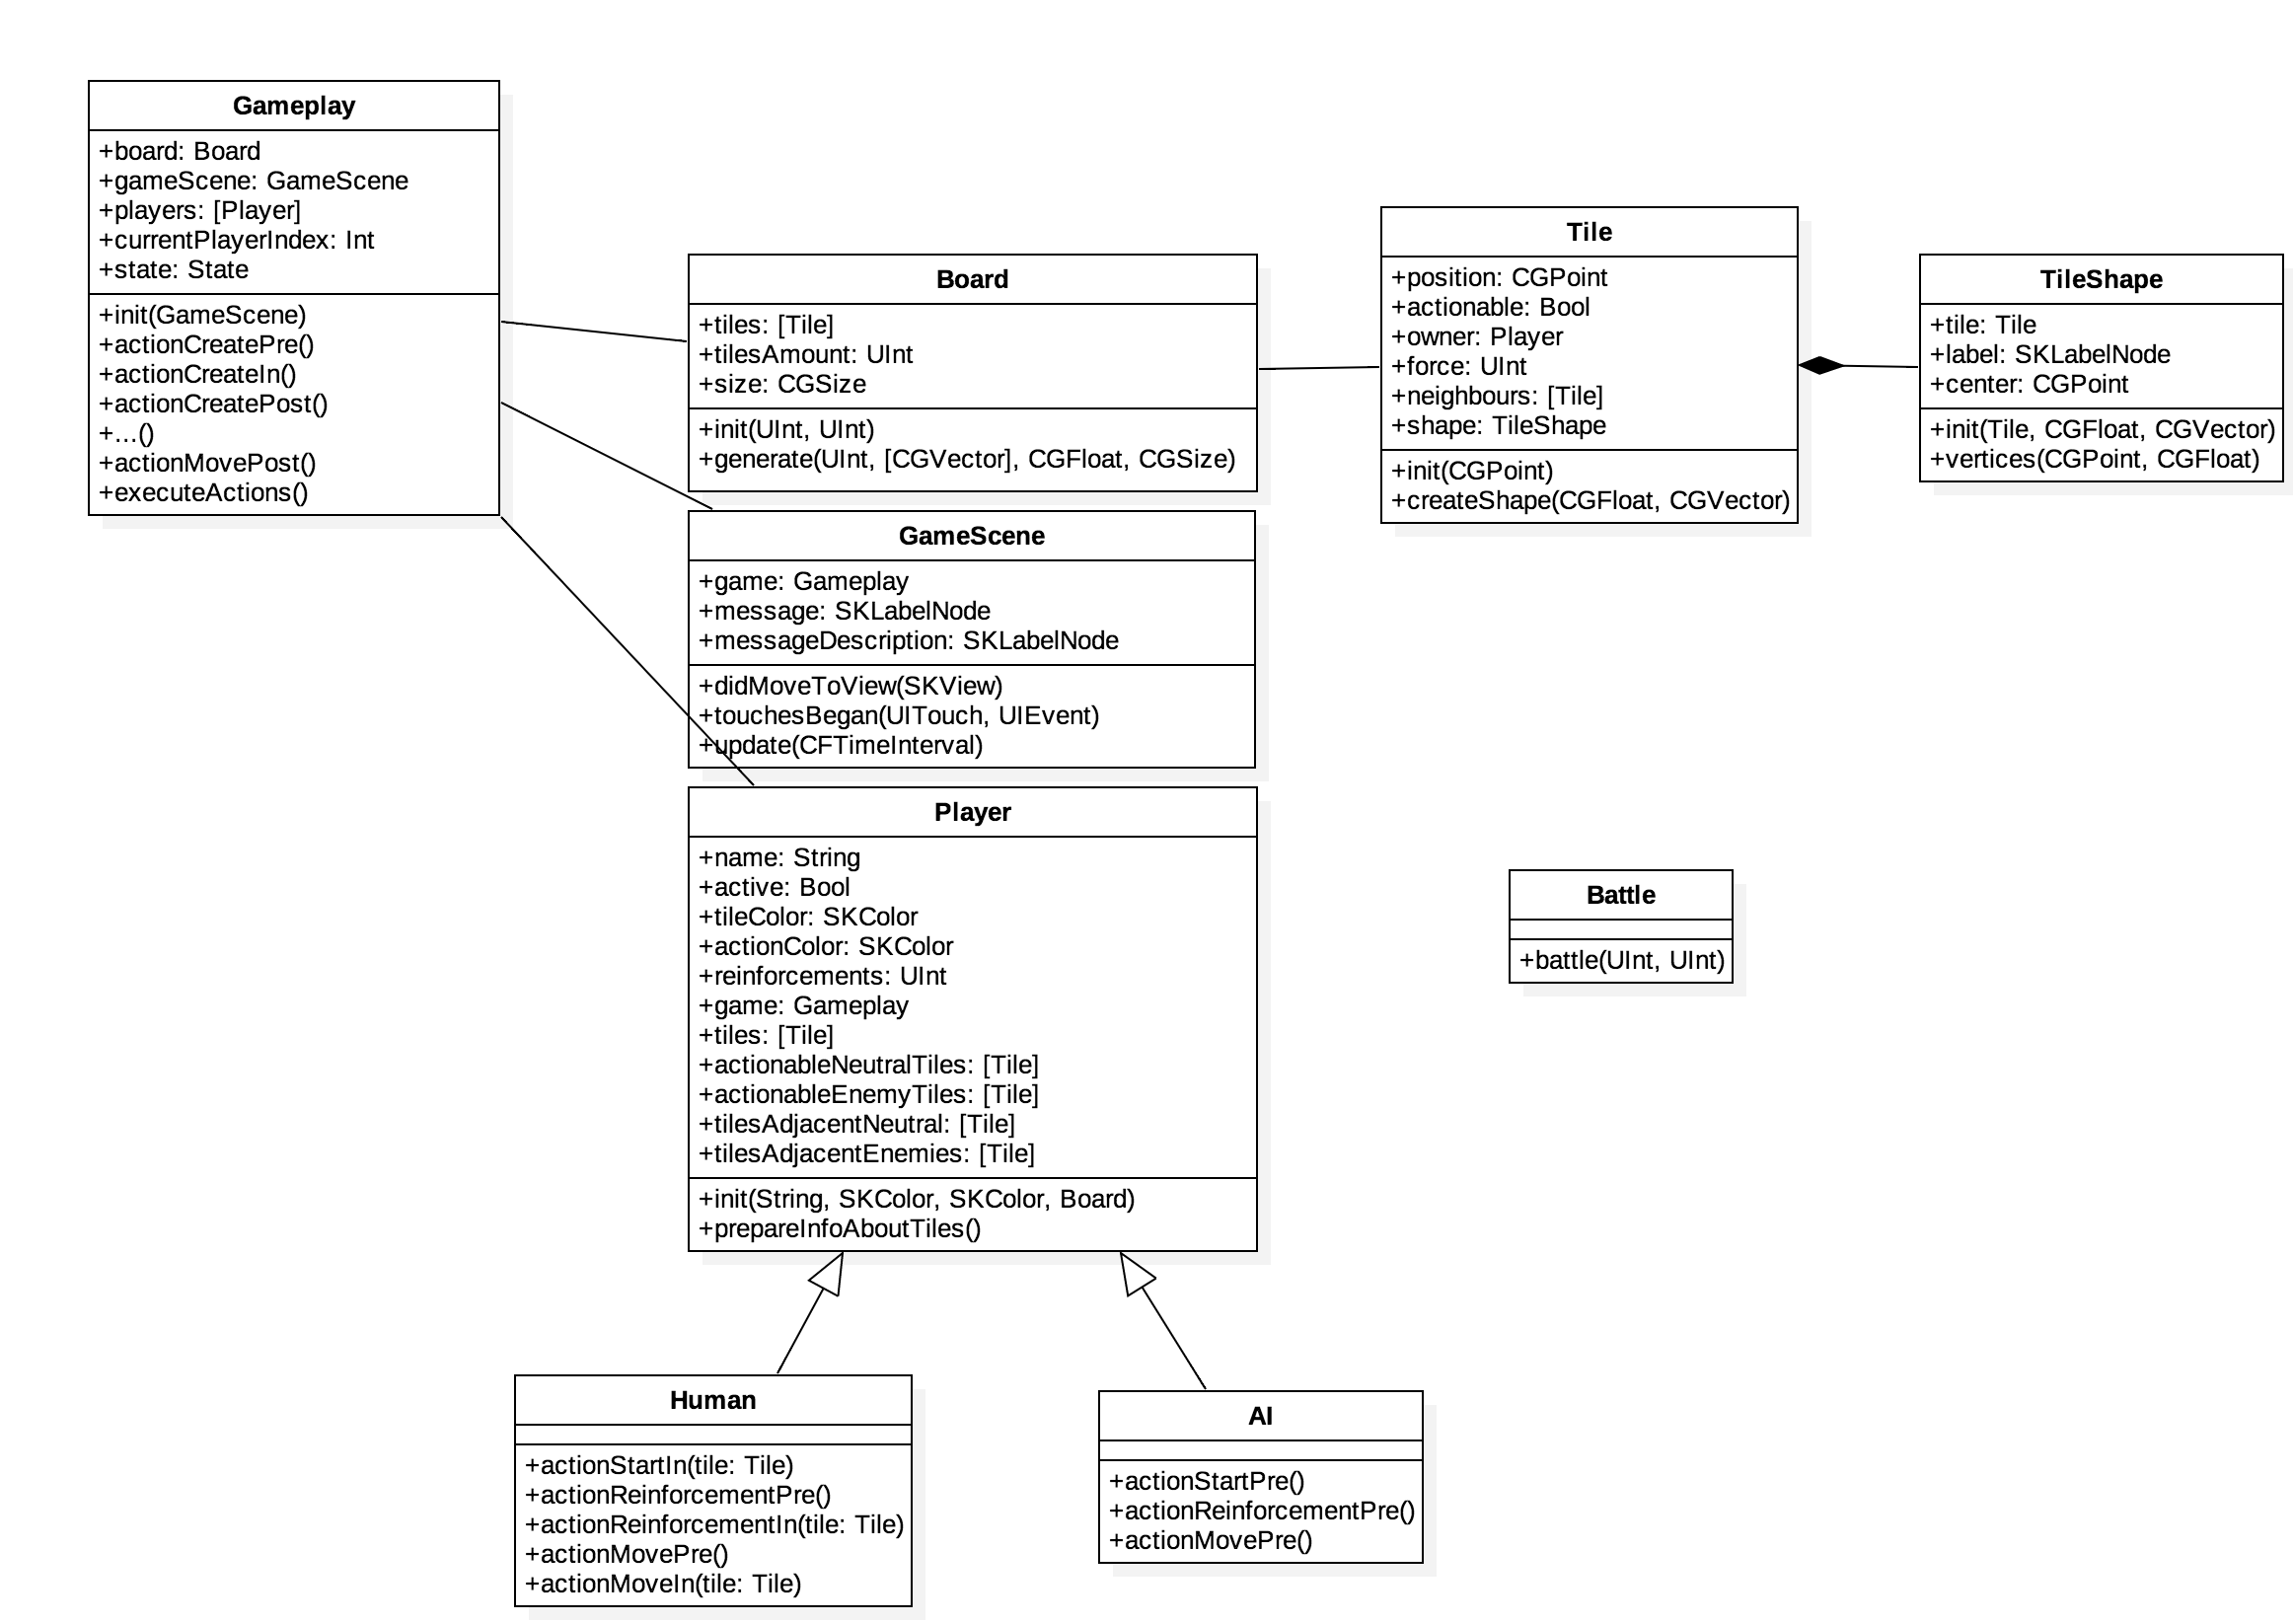 Gameplay
+board: Board
+gameScene: GameScene
+players: [Player]
+currentPlayerIndex: Int
+state: State
+init(GameScene)
+actionCreatePre()
+actionCreateIn()
+actionCreatePost()
+...()
+actionMovePost()
+executeActions()
Board
+tiles: [Tile]
+tilesAmount: UInt
+size: CGSize
+init(UInt, UInt)
+generate(UInt, [CGVector], CGFloat, CGSize)
Tile
+position: CGPoint
+actionable: Bool
+owner: Player
+force: UInt
+neighbours: [Tile]
+shape: TileShape
+init(CGPoint)
+createShape(CGFloat, CGVector)
TileShape
+tile: Tile
+label: SKLabelNode
+center: CGPoint
+init(Tile, CGFloat, CGVector)
+vertices(CGPoint, CGFloat)
GameScene
+game: Gameplay
+message: SKLabelNode
+messageDescription: SKLabelNode
+didMoveToView(SKView)
+touchesBegan(UITouch, UIEvent)
+update(CFTimeInterval)
Player
+name: String
+active: Bool
+tileColor: SKColor
+actionColor: SKColor
+reinforcements: UInt
+game: Gameplay
+tiles: [Tile]
+actionableNeutralTiles: [Tile]
+actionableEnemyTiles: [Tile]
+tilesAdjacentNeutral: [Tile]
+tilesAdjacentEnemies: [Tile]
+init(String, SKColor, SKColor, Board)
+prepareInfoAboutTiles()
Battle
+battle(UInt, UInt)
Human
+actionStartIn(tile: Tile)
+actionReinforcementPre()
+actionReinforcementIn(tile: Tile)
+actionMovePre()
+actionMoveIn(tile: Tile)
AI
+actionStartPre()
+actionReinforcementPre()
+actionMovePre()